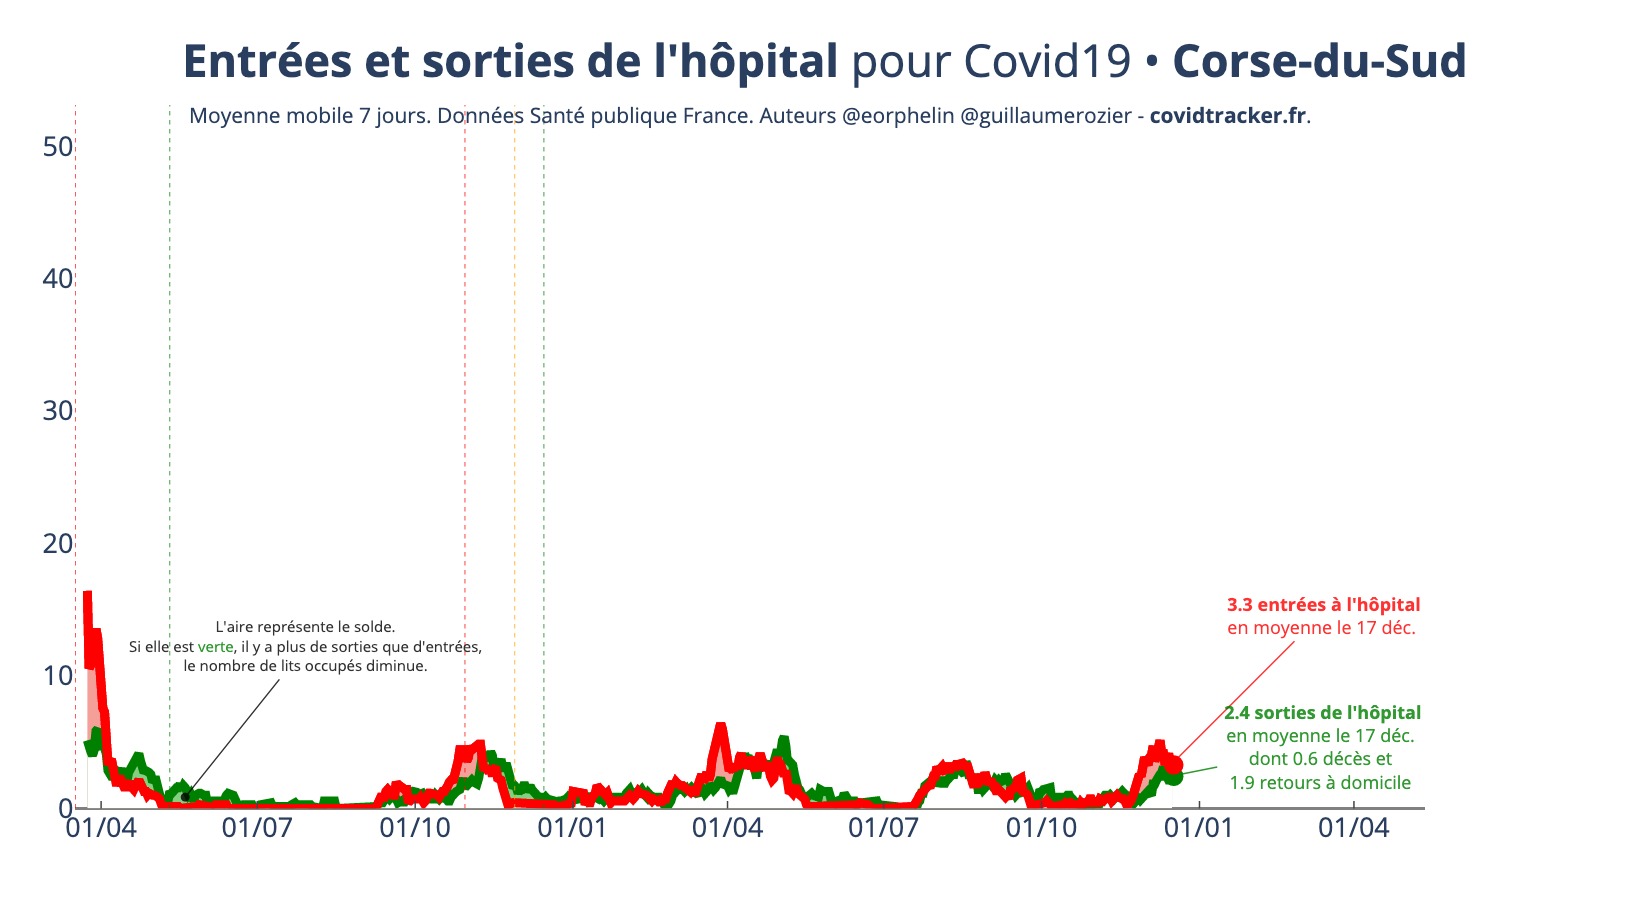 Entrées et sorties de l'hôpital pour Covid19 • Corse-du-Sud
Moyenne mobile 7 jours. Données Santé publique France. Auteurs @eorphelin @guillaumerozier - covidtracker.fr.
50
40
30
20
10
0
L'aire représente le solde.
Si elle est verte, il y a plus de sorties que d'entrées,
le nombre de lits occupés diminue.
3.3 entrées à l'hôpital
en moyenne le 17 déc.
2.4 sorties de l'hôpital
en moyenne le 17 déc.
dont 0.6 décès et
1.9 retours à domicile
01/04 01/07 01/10 01/01 01/04 01/07 01/10 01/01 01/04